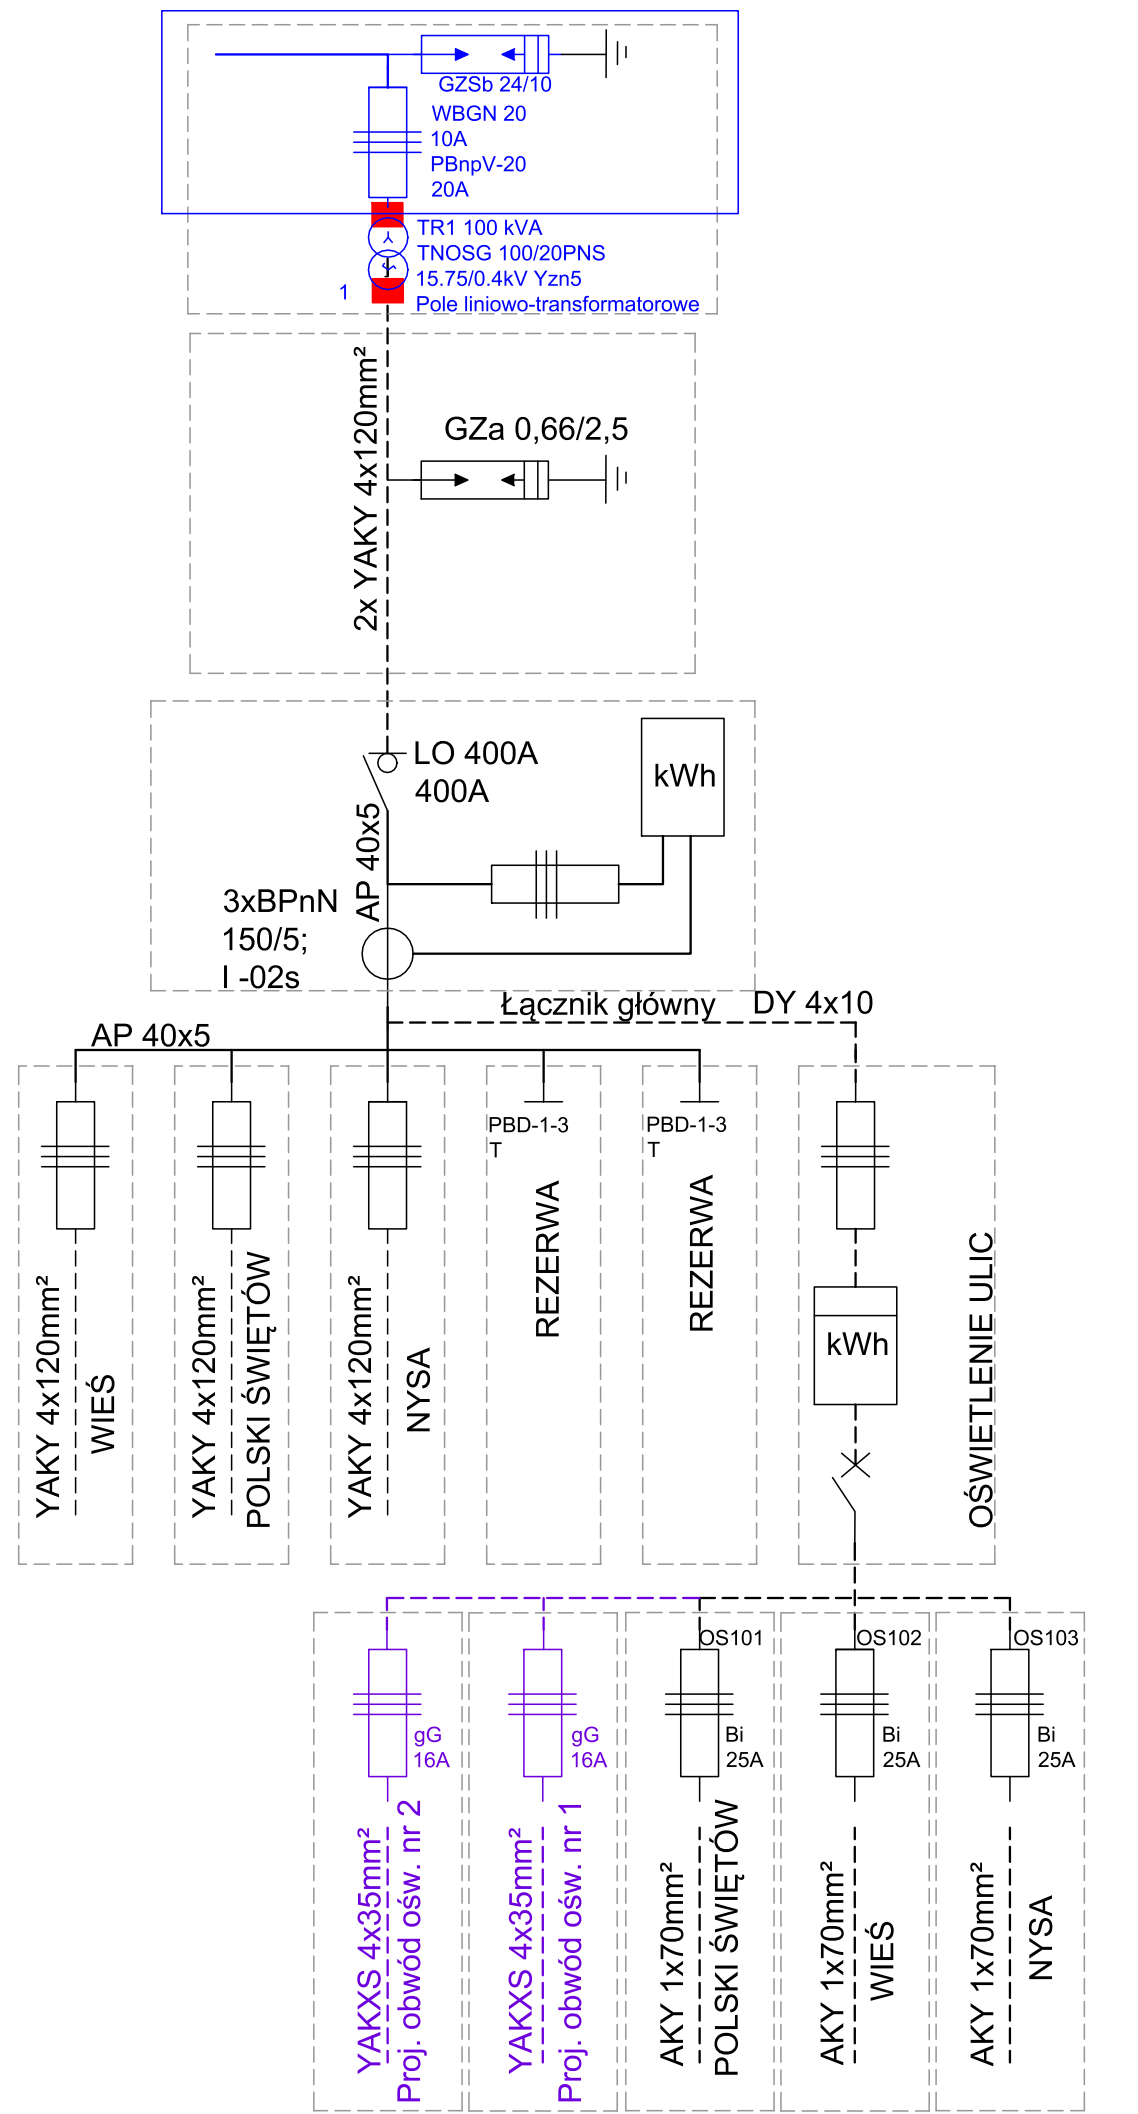 GZSb 24/10
WBGN 20
10A
PBnpV-20
20A
TR1 100 kVA
TNOSG 100/20PNS
15.75/0.4kV Yzn5
Pole liniowo-transformatorowe
1
2x YAKY 4x120mm²
GZa 0,66/2,5
LO 400A
400A
kWh
AP 40x5
3xBPnN
150/5;
I -02s
Łącznik główny
DY 4x10
AP 40x5
YAKY 4x120mm²
WIEŚ
YAKY 4x120mm²
POLSKI ŚWIĘTÓW
YAKY 4x120mm²
NYSA
PBD-1-3
T
REZERWA
PBD-1-3
T
REZERWA
kWh
OŚWIETLENIE ULIC
gG
16A
YAKXS 4x35mm²
Proj. obwód ośw. nr 2
gG
16A
YAKXS 4x35mm²
Proj. obwód ośw. nr 1
OS101
Bi
25A
AKY 1x70mm²
POLSKI ŚWIĘTÓW
OS102
Bi
25A
AKY 1x70mm²
WIEŚ
OS103
Bi
25A
AKY 1x70mm²
NYSA